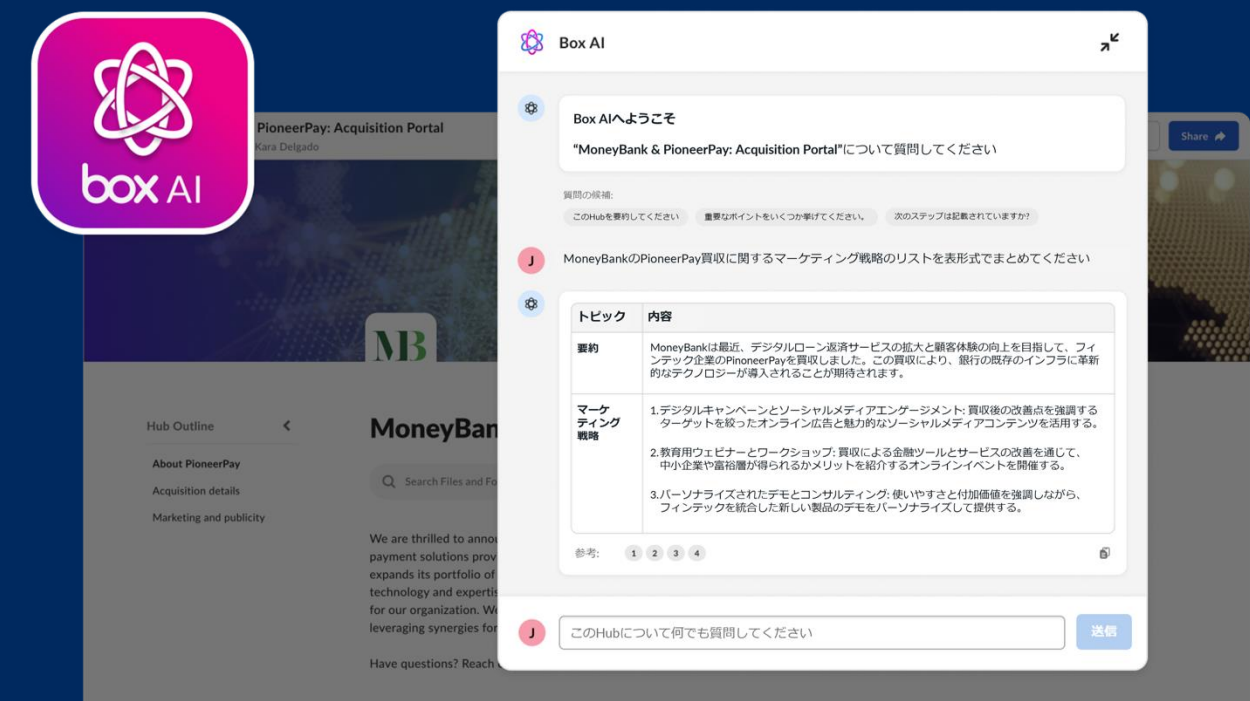 box AI
PioneerPay: Acquisition Portal
Kara Delgado
Share
MB
Hub Outline
About PioneerPay
Acquisition details
Marketing and publicity
MoneyBan
Search Files and Fo
We are thrilled to annou
payment solutions prov
expands its portfolio of
technology and expertis
for our organization. We
leveraging synergies for
Have questions? Reach
Box AI
Box AIへようこそ
“MoneyBank & PioneerPay: Acquisition Portal”について質問してください
質問の候補:
このHubを要約してください 重要なポイントをいくつか挙げてください。 次のステップは記載されていますか?
J
MoneyBankのPioneerPay買収に関するマーケティング戦略のリストを表形式でまとめてください
トピック 内容
要約
MoneyBankは最近、デジタルローン返済サービスの拡大と顧客体験の向上を目指して、フィ
ンテック企業のPinoneerPayを買収しました。この買収により、銀行の既存のインフラに革新
的なテクノロジーが導入されることが期待されます。
マーケ
ティング
戦略
1.デジタルキャンペーンとソーシャルメディアエンゲージメント: 買収後の改善点を強調する
ターゲットを絞ったオンライン広告と魅力的なソーシャルメディアコンテンツを活用する。
2.教育用ウェビナーとワークショップ: 買収による金融ツールとサービスの改善を通じて、
中小企業や富裕層が得られるかメリットを紹介するオンラインイベントを開催する。
3.パーソナライズされたデモとコンサルティング: 使いやすさと付加価値を強調しながら、
フィンテックを統合した新しい製品のデモをパーソナライズして提供する。
参考: 1 2 3 4
J
このHubについて何でも質問してください
送信